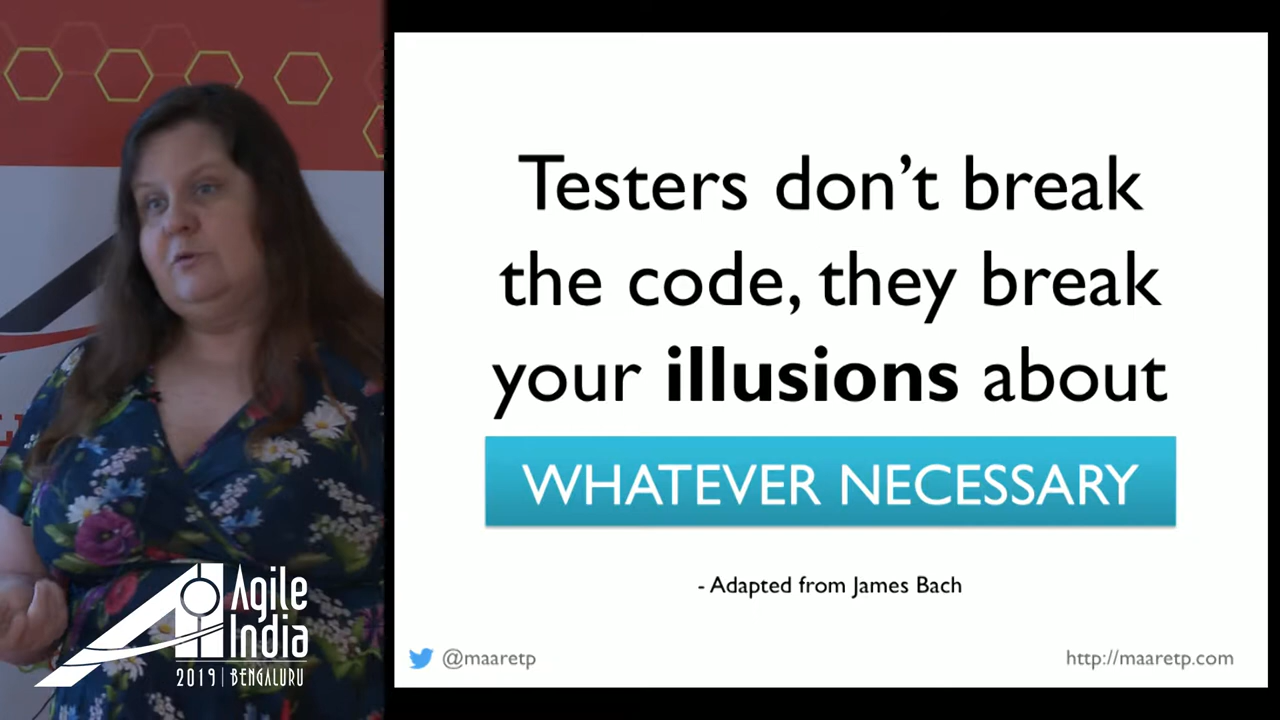 Testers don’t break
the code, they break
your illusions about
WHATEVER NECESSARY
- Adapted from James Bach
@maaretp
http://maaretp.com
Agile
India
2019 | BENGALURU